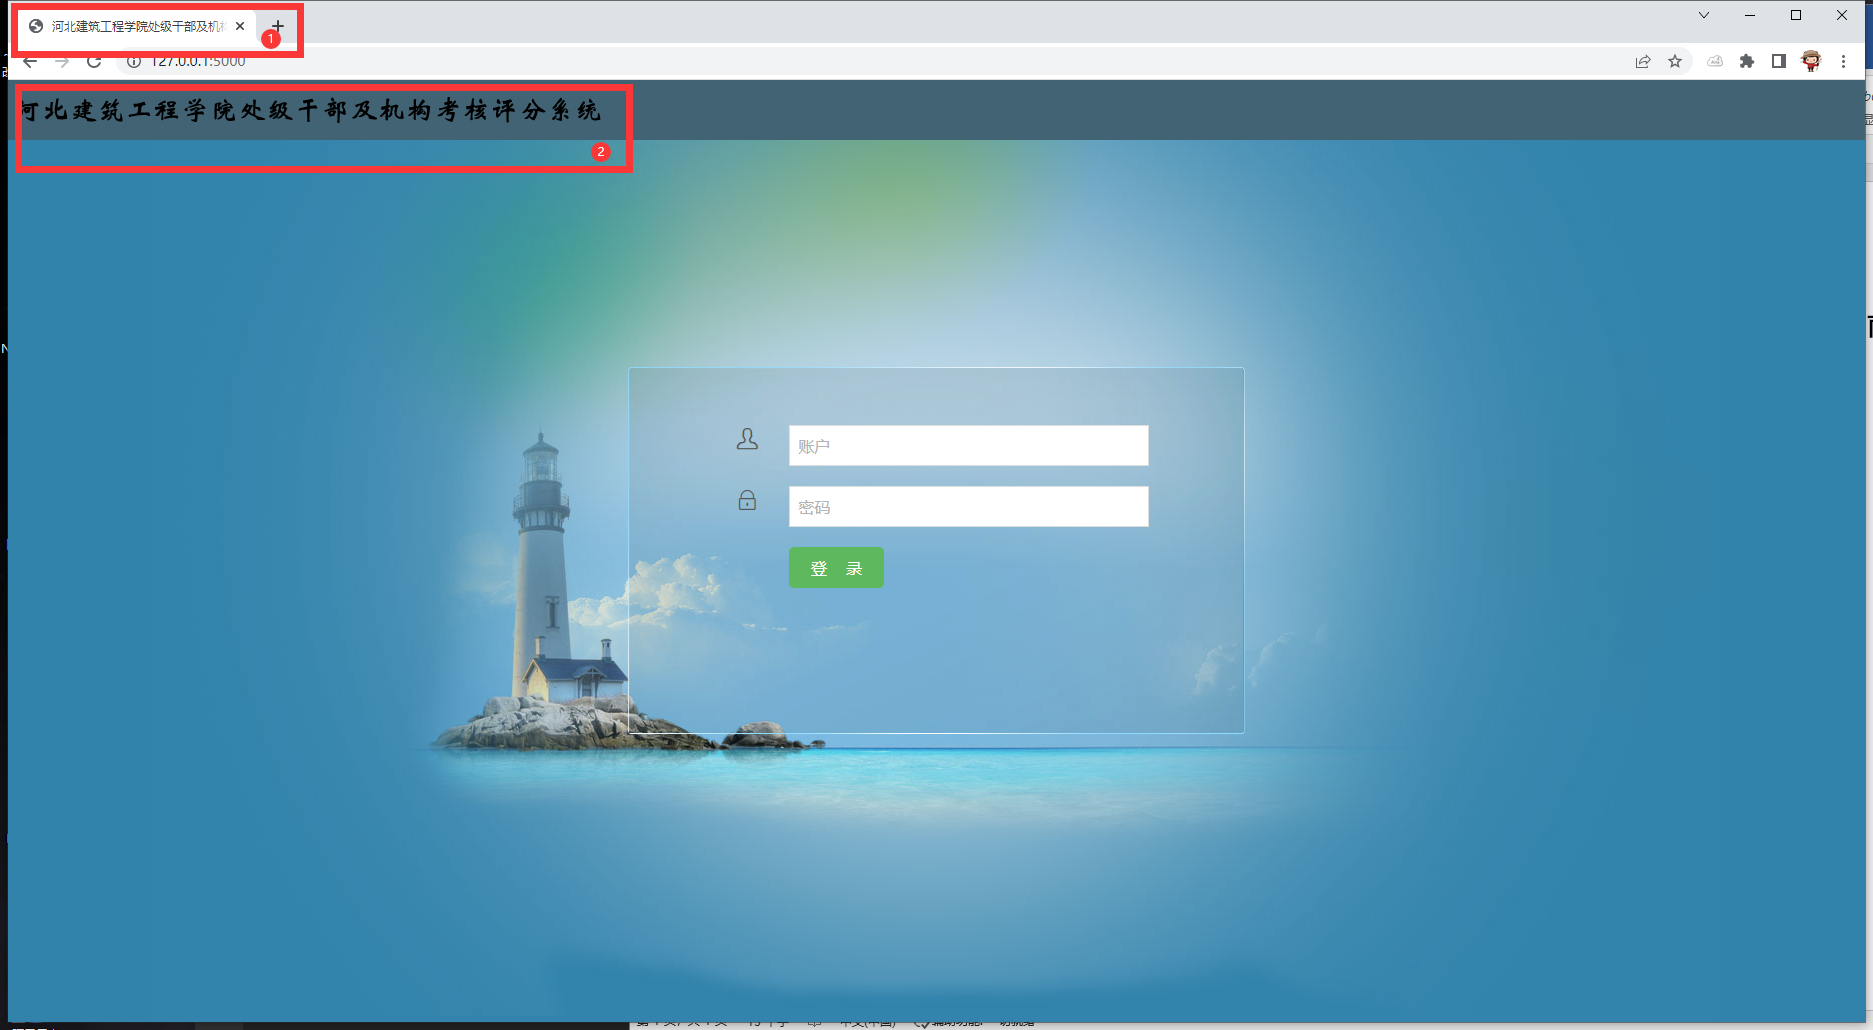 河北建筑工程学院处级干部及机
1
127.0.0.1:5000
河北建筑工程学院处级干部及机构考核评分系统
2
账户
密码
登 录